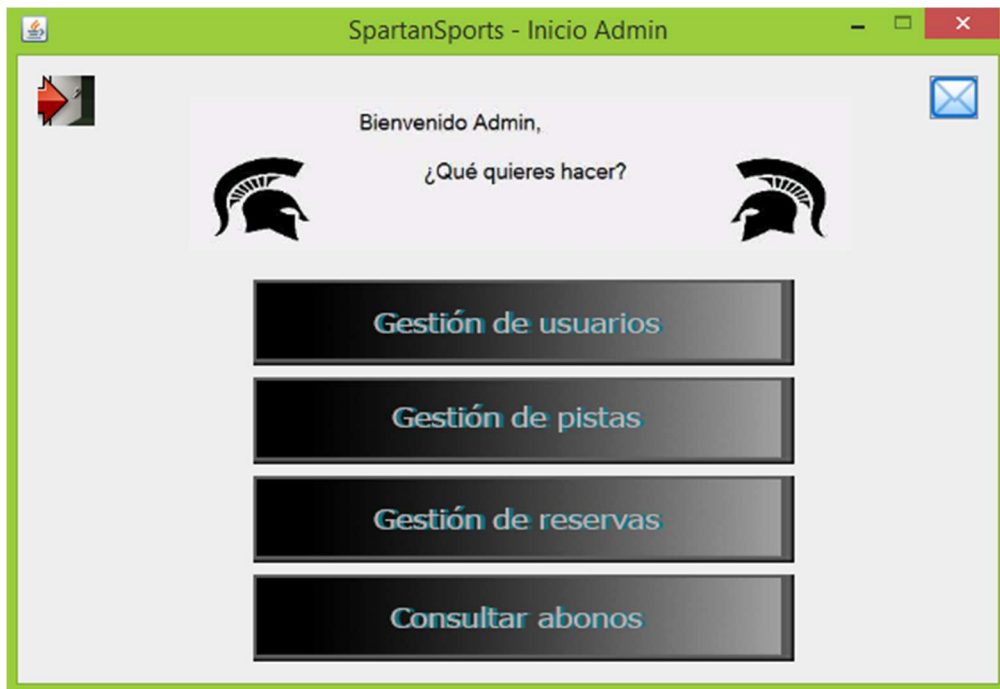 SpartanSports - Inicio Admin
Bienvenido Admin,
¿Qué quieres hacer?
Gestión de usuarios
Gestión de pistas
Gestión de reservas
Consultar abonos